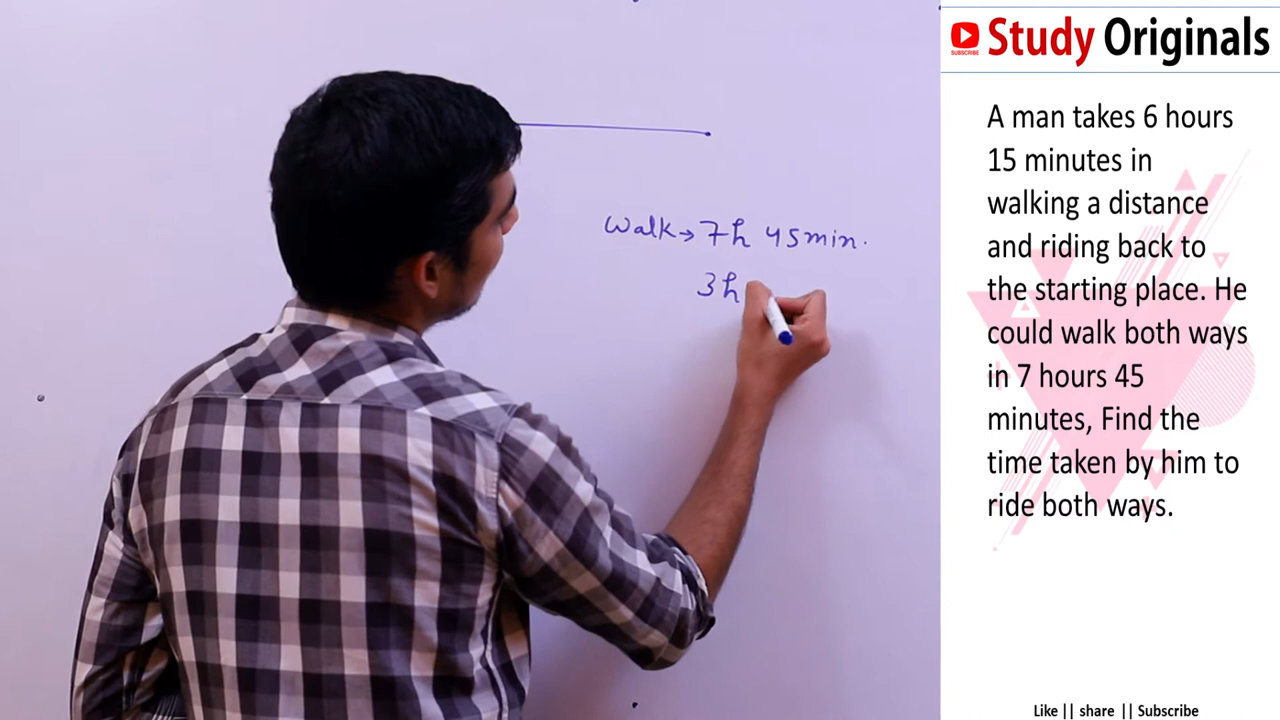 SUBSCRIBE
Study Originals
Walk → 7h 45min.
3h
A man takes 6 hours
15 minutes in
walking a distance
and riding back to
the starting place. He
could walk both ways
in 7 hours 45
minutes, Find the
time taken by him to
ride both ways.
Like || share || Subscribe